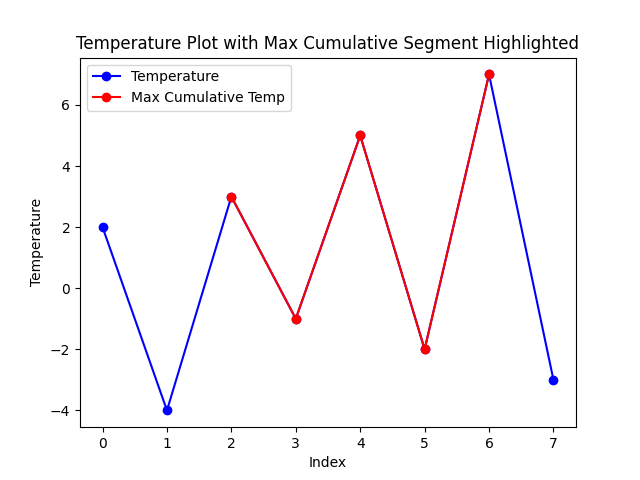 Temperature Plot with Max Cumulative Segment Highlighted
Temperature
Max Cumulative Temp
Temperature
6
4
2
0
−2
−4
0 1 2 3 4 5 6 7
Index